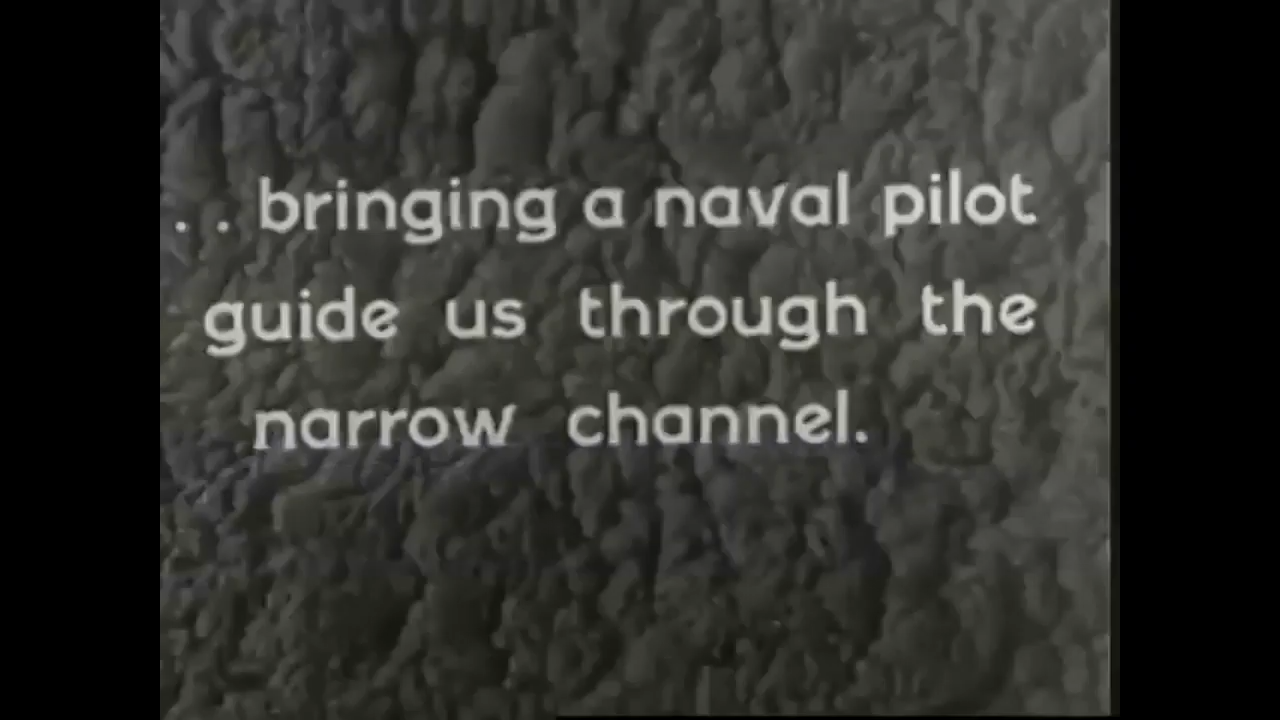 . . bringing a naval pilot
guide us through the
narrow channel.